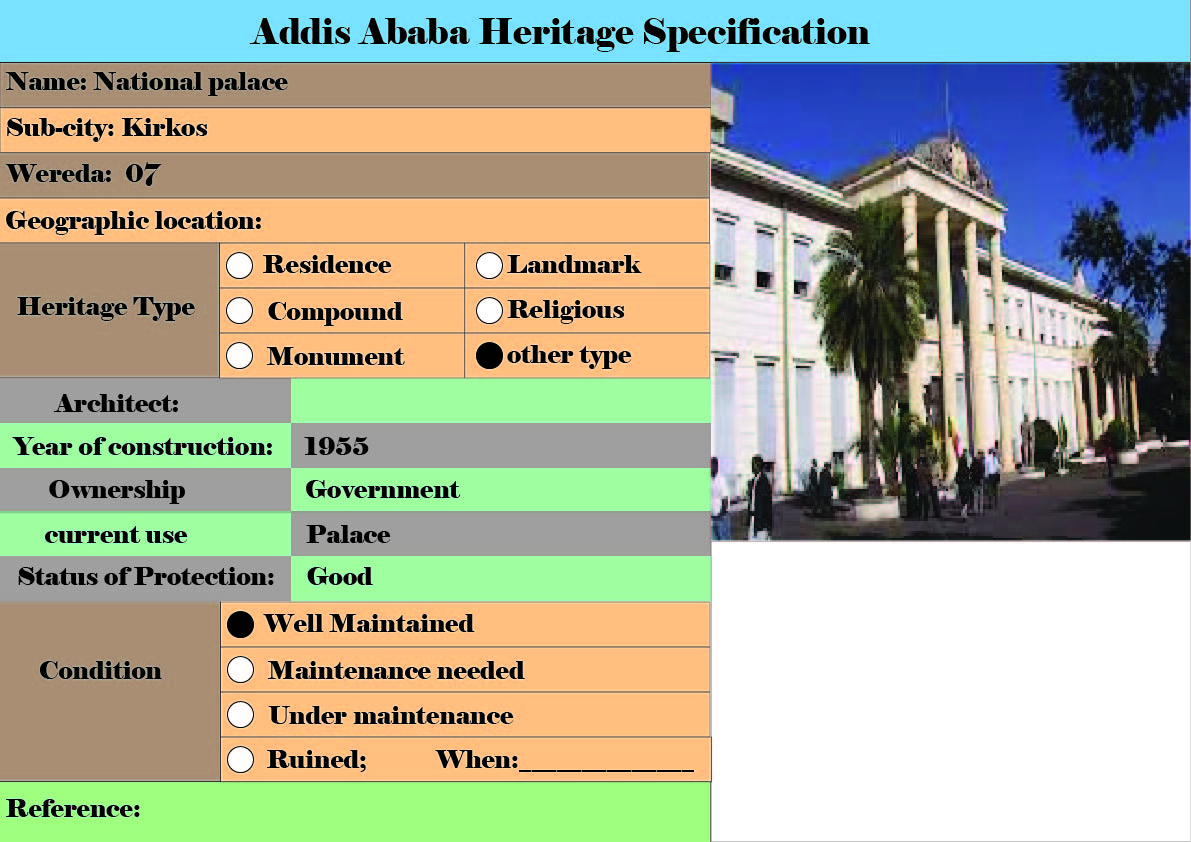 Addis Ababa Heritage Specification
Name: National palace
Sub-city: Kirkos
Wereda: 07
Geographic location:
Heritage Type
Residence
Landmark
Compound
Religious
Monument
other type
Architect:
Year of construction: 1955
Ownership Government
current use Palace
Status of Protection: Good
Condition
Well Maintained
Maintenance needed
Under maintenance
Ruined; When:______________
Reference: